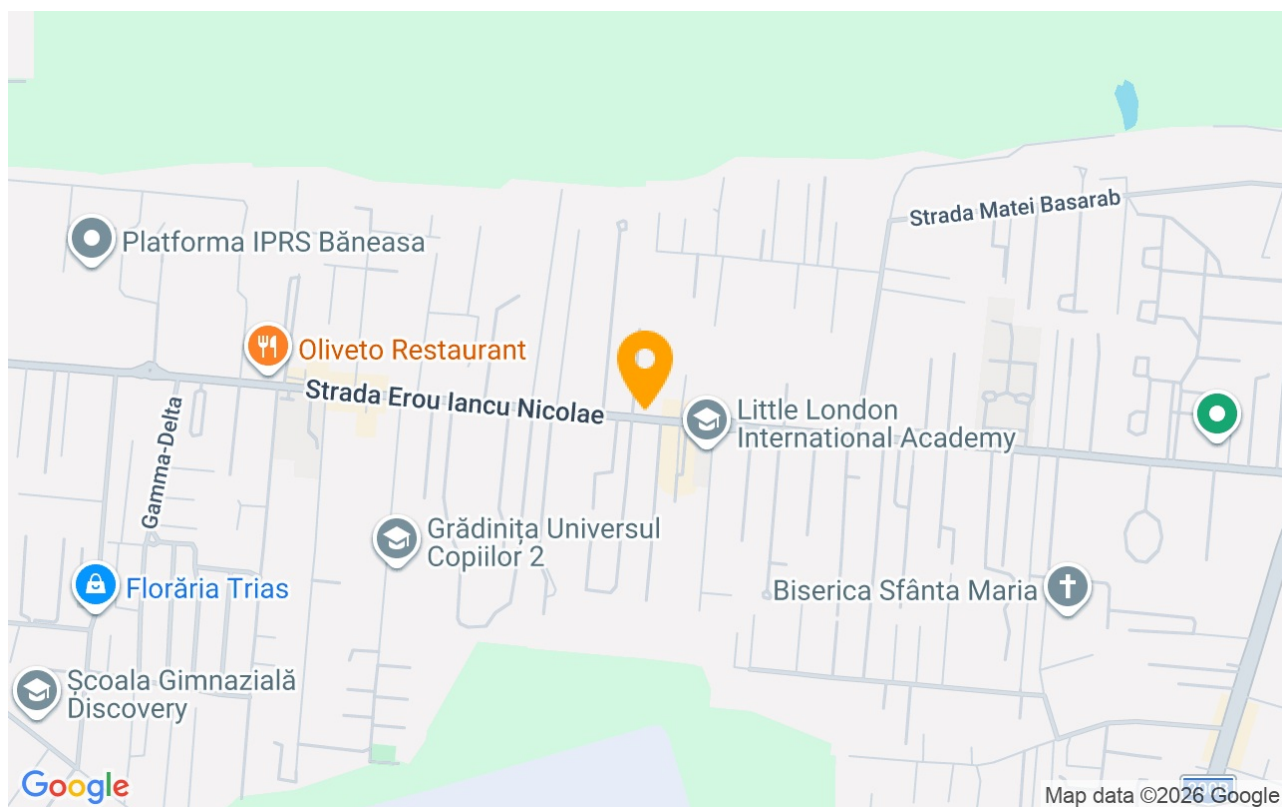 Strada Matei Basarab
Platforma IPRS Băneasa
Oliveto Restaurant
Strada Erou Iancu Nicolae
Little London
International Academy
Gamma-Delta
Grădinița Universul
Copiilor 2
Florăria Trias
Biserica Sfânta Maria
Școala Gimnazială
Discovery
Google
Map data ©2026 Google